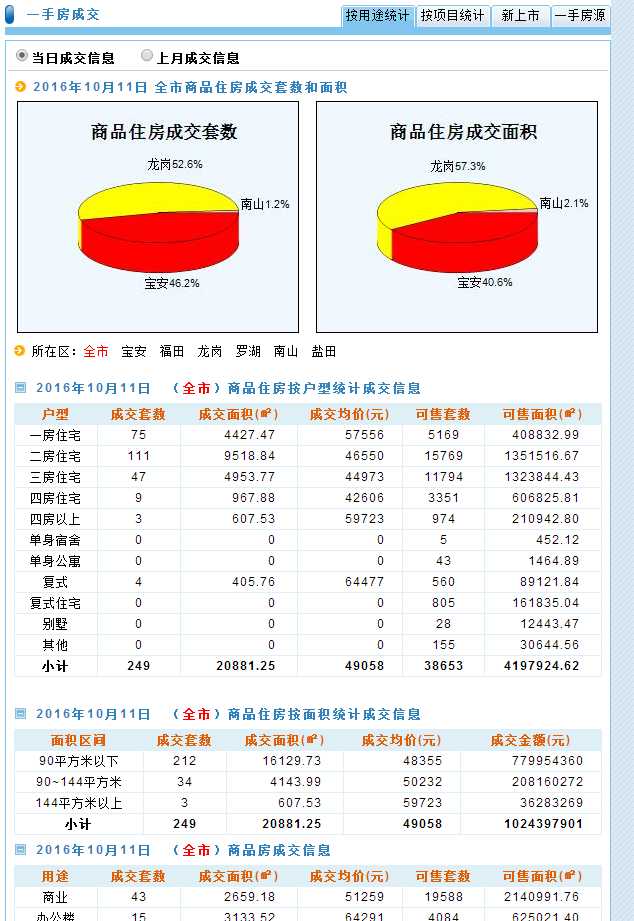 一手房成交 按用途统计 按项目统计 新上市 一手房源
当日成交信息 上月成交信息
2016年10月11日 全市商品住房成交套数和面积
商品住房成交套数 商品住房成交面积
龙岗52.6% 龙岗57.3%
南山1.2% 南山2.1%
宝安46.2% 宝安40.6%
所在区：全市 宝安 福田 龙岗 罗湖 南山 盐田
2016年10月11日 （全市）商品住房按户型统计成交信息
户型 成交套数 成交面积(㎡) 成交均价(元) 可售套数 可售面积(㎡)
一房住宅 75 4427.47 57556 5169 408832.99
二房住宅 111 9518.84 46550 15769 1351516.67
三房住宅 47 4953.77 44973 11794 1323844.43
四房住宅 9 967.88 42606 3351 606825.81
四房以上 3 607.53 59723 974 210942.80
单身宿舍 0 0 0 5 452.12
单身公寓 0 0 0 43 1464.89
复式 4 405.76 64477 560 89121.84
复式住宅 0 0 0 805 161835.04
别墅 0 0 0 28 12443.47
其他 0 0 0 155 30644.56
小计 249 20881.25 49058 38653 4197924.62
2016年10月11日 （全市）商品住房按面积统计成交信息
面积区间 成交套数 成交面积(㎡) 成交均价(元) 成交金额(元)
90平方米以下 212 16129.73 48355 779954360
90~144平方米 34 4143.99 50232 208160272
144平方米以上 3 607.53 59723 36283269
小计 249 20881.25 49058 1024397901
2016年10月11日 （全市）商品房成交信息
用途 成交套数 成交面积(㎡) 成交均价(元) 可售套数 可售面积(㎡)
商业 43 2659.18 51259 19588 2140991.76
办公楼 15 3133.52 64291 4084 625021.40